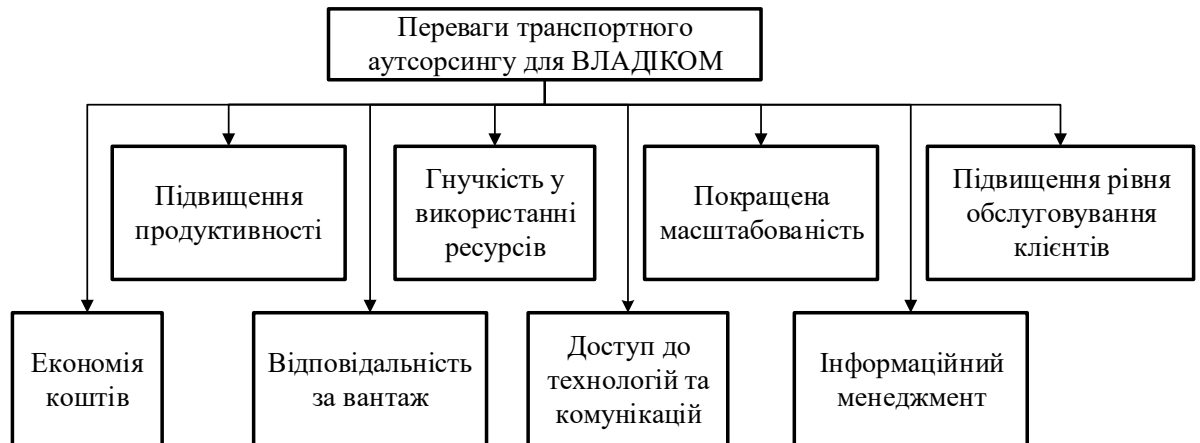 Переваги транспортного
аутсорсингу для ВЛАДІКОМ
Підвищення
продуктивності
Гнучкість у
використанні
ресурсів
Покращена
масштабованість
Підвищення рівня
обслуговування
клієнтів
Економія
коштів
Відповідальність
за вантаж
Доступ до
технологій та
комунікацій
Інформаційний
менеджмент